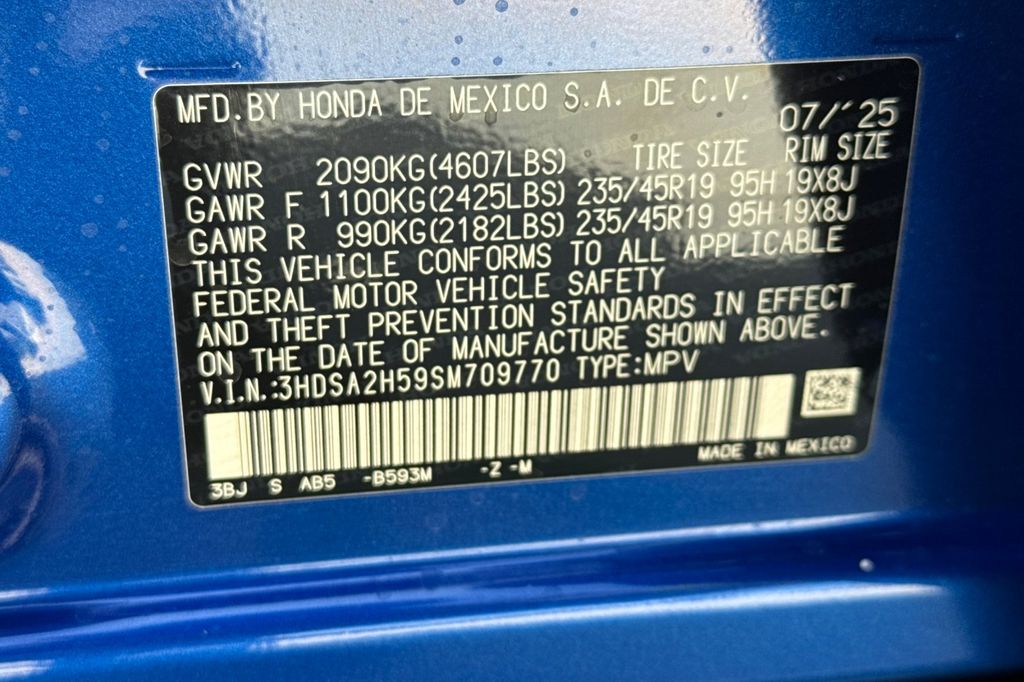 MFD.BY HONDA DE MEXICO S.A. DE C.V.
07/'25
TIRE SIZE RIM SIZE
GVWR 2090KG(4607LBS)
GAWR F 1100KG(2425LBS) 235/45R19 95H 19X8J
GAWR R 990KG(2182LBS) 235/45R19 95H 19X8J
THIS VEHICLE CONFORMS TO ALL APPLICABLE
FEDERAL MOTOR VEHICLE SAFETY
AND THEFT PREVENTION STANDARDS IN EFFECT
ON THE DATE OF MANUFACTURE SHOWN ABOVE.
V.I.N.:3HDSA2H59SM709770 TYPE:MPV
MADE IN MEXICO
3BJ S AB5 -B593M -Z -M